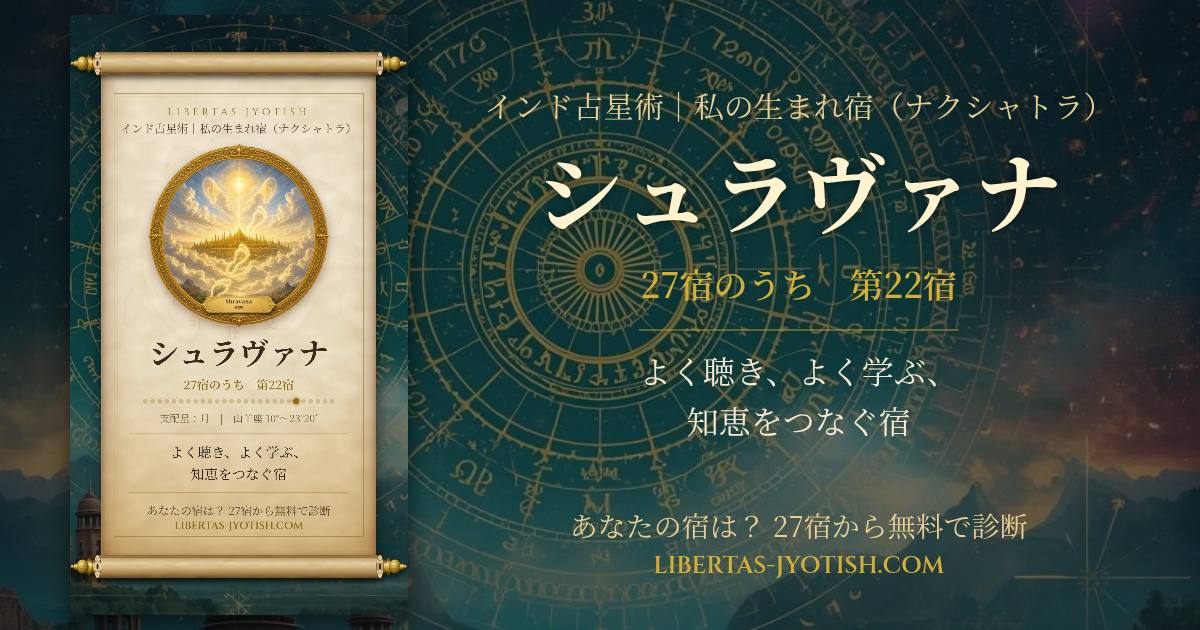 LIBERTAS JYOTISH
インド占星術｜私の生まれ宿（ナクシャトラ）
Shravana
シュラヴァナ
27宿のうち　第22宿
支配星：月　｜　山羊座 10°〜23°20'
よく聴き、よく学ぶ、
知恵をつなぐ宿
あなたの宿は？ 27宿から無料で診断
LIBERTAS-JYOTISH.COM
インド占星術｜私の生まれ宿（ナクシャトラ）
シュラヴァナ
27宿のうち　第22宿
よく聴き、よく学ぶ、
知恵をつなぐ宿
あなたの宿は？ 27宿から無料で診断
LIBERTAS-JYOTISH.COM